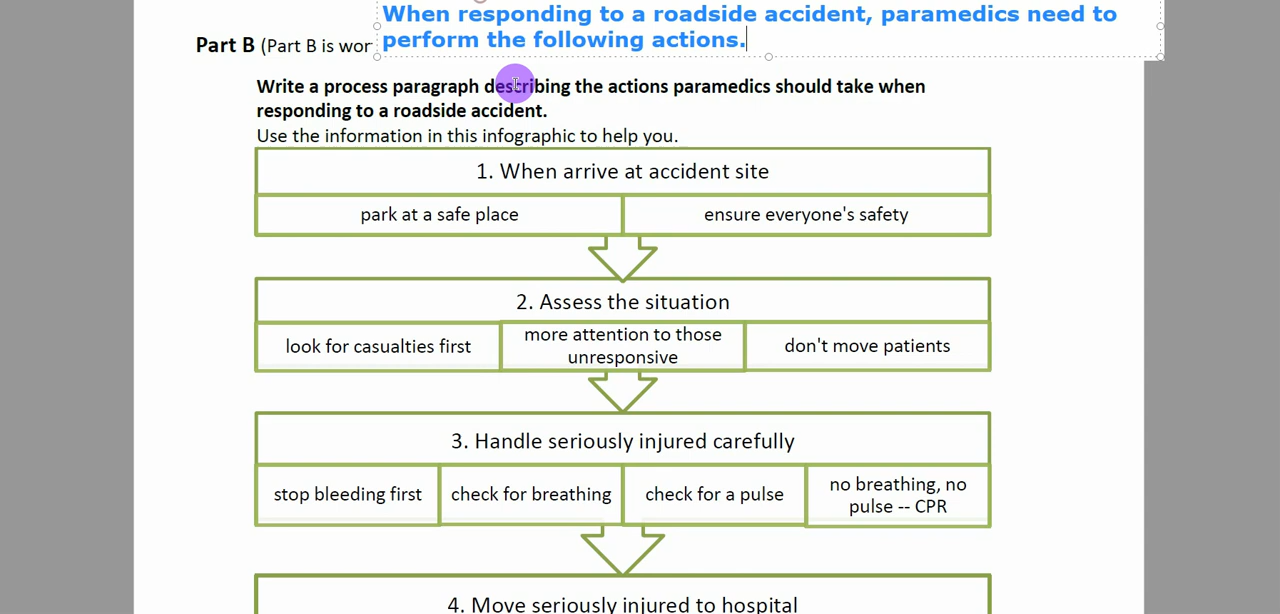 When responding to a roadside accident, paramedics need to
perform the following actions.
Part B (Part B is wor
Write a process paragraph describing the actions paramedics should take when
responding to a roadside accident.
Use the information in this infographic to help you.
1. When arrive at accident site
park at a safe place
ensure everyone's safety
2. Assess the situation
look for casualties first
more attention to those
unresponsive
don't move patients
3. Handle seriously injured carefully
stop bleeding first
check for breathing
check for a pulse
no breathing, no
pulse -- CPR
4. Move seriously injured to hospital